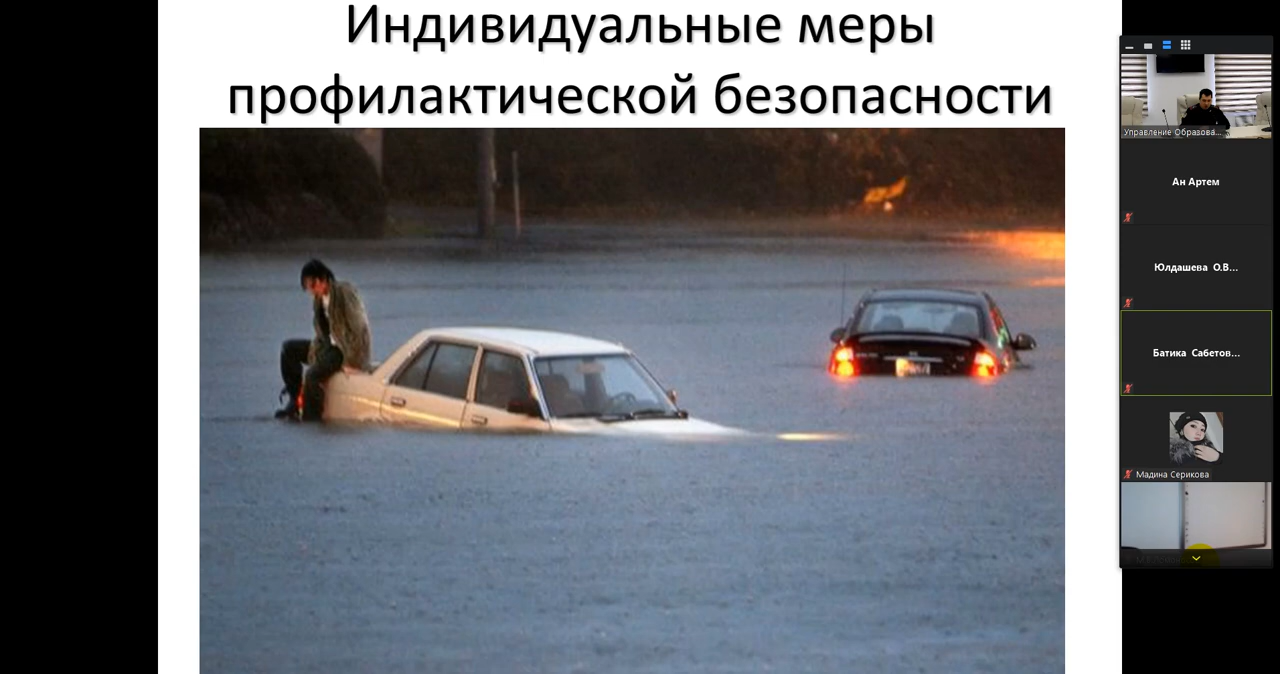 Индивидуальные меры
профилактической безопасности
Управление Образова...
Ан Артем
Юлдашева О.В...
Батика Сабетов...
Мадина Серикова